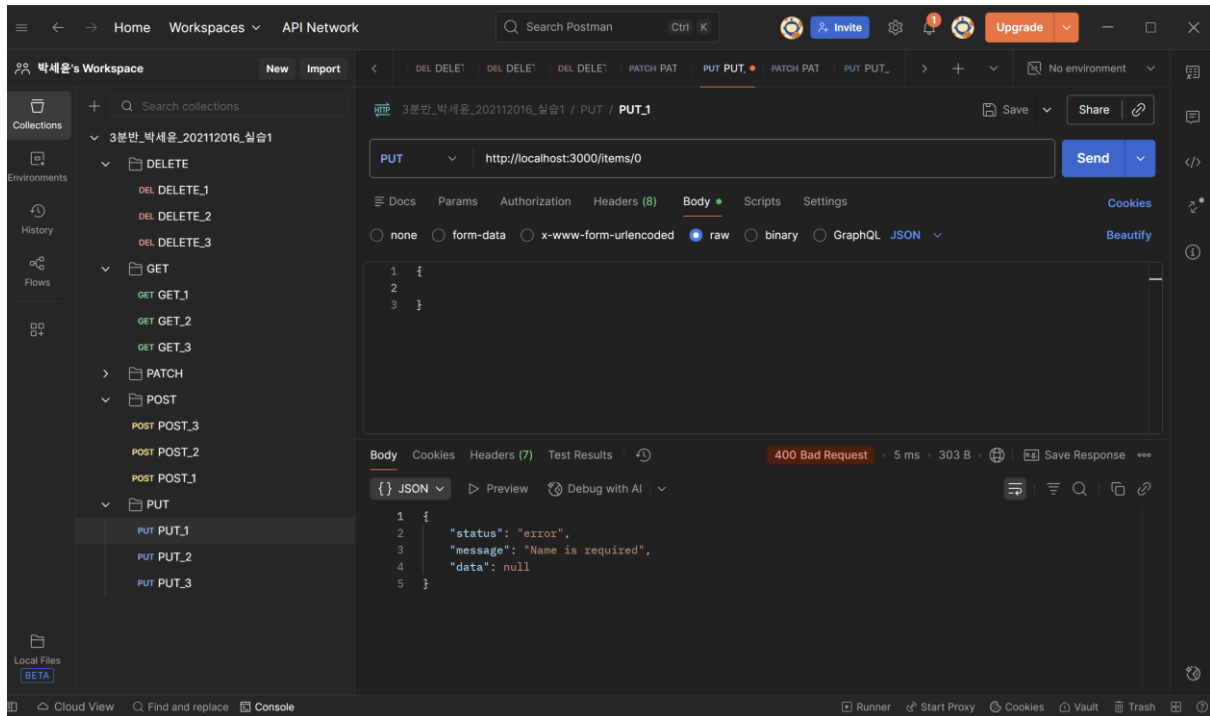 Home Workspaces API Network Search Postman Ctrl K Invite 1 Upgrade
박세윤's Workspace New Import DEL DELET DEL DELET DEL DELET PATCH PAT PUT PUT_ PATCH PAT PUT PUT_ No environment
Collections
Search collections
HTTP 3분반_박세윤_202112016_실습1 / PUT / PUT_1 Save Share
3분반_박세윤_202112016_실습1
PUT http://localhost:3000/items/0 Send
Environments
DELETE
DEL DELETE_1
Docs Params Authorization Headers (8) Body Scripts Settings Cookies
History
DEL DELETE_2
DEL DELETE_3
none form-data x-www-form-urlencoded raw binary GraphQL JSON Beautify
Flows
GET
GET GET_1
GET GET_2
GET GET_3
1 {
2
3 }
PATCH
POST
POST POST_3
POST POST_2
POST POST_1
Body Cookies Headers (7) Test Results 400 Bad Request 5 ms 303 B e.g. Save Response
{} JSON Preview Debug with AI
PUT
PUT PUT_1
PUT PUT_2
PUT PUT_3
1 {
2 "status": "error",
3 "message": "Name is required",
4 "data": null
5 }
Local Files
BETA
Cloud View Find and replace Console Runner Start Proxy Cookies Vault Trash